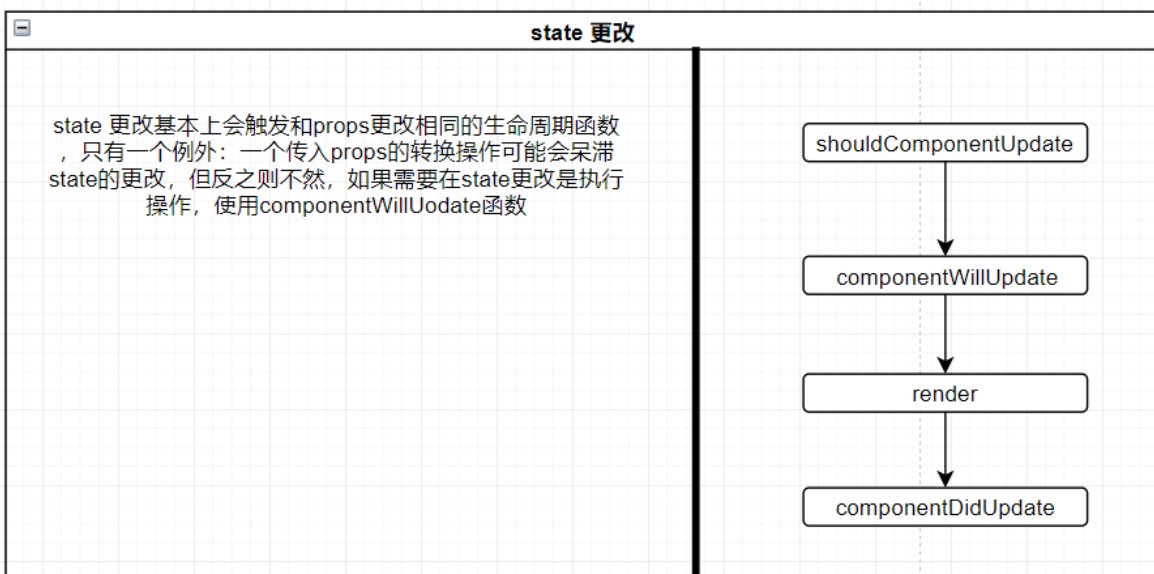 state 更改
state 更改基本上会触发和props更改相同的生命周期函数
，只有一个例外：一个传入props的转换操作可能会呆滞
state的更改，但反之则不然，如果需要在state更改是执行
操作，使用componentWillUodate函数
shouldComponentUpdate
componentWillUpdate
render
componentDidUpdate